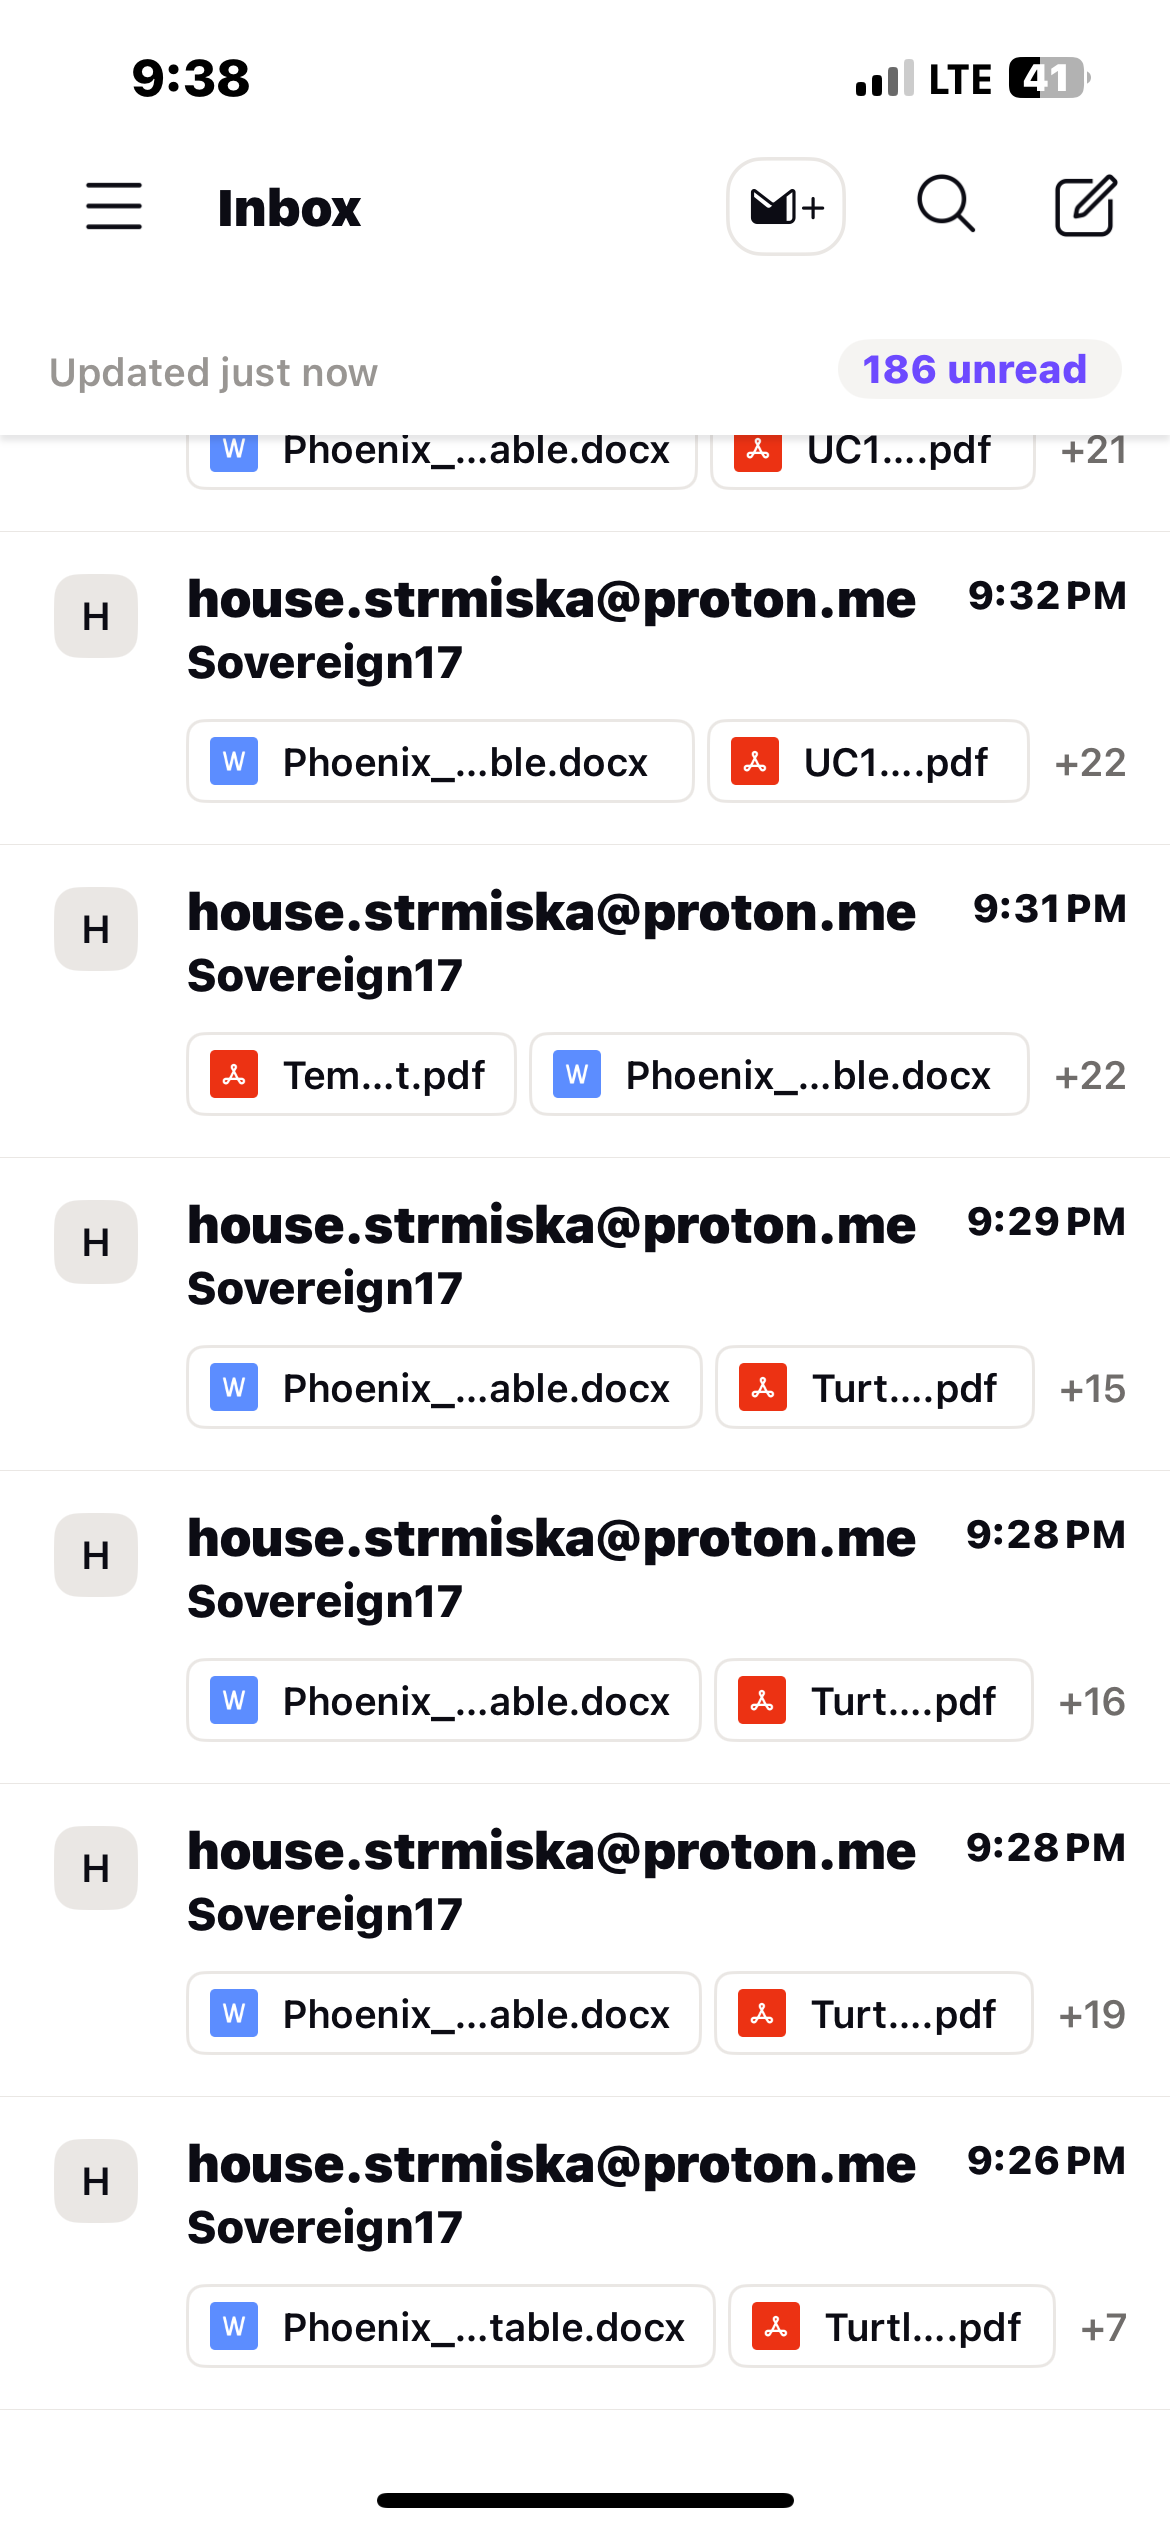 9:38
LTE 41
Inbox
Updated just now
186 unread
Phoenix_...able.docx UC1....pdf +21
H
house.strmiska@proton.me 9:32 PM
Sovereign17
Phoenix_...ble.docx UC1....pdf +22
H
house.strmiska@proton.me 9:31 PM
Sovereign17
Tem...t.pdf Phoenix_...ble.docx +22
H
house.strmiska@proton.me 9:29 PM
Sovereign17
Phoenix_...able.docx Turt....pdf +15
H
house.strmiska@proton.me 9:28 PM
Sovereign17
Phoenix_...able.docx Turt....pdf +16
H
house.strmiska@proton.me 9:28 PM
Sovereign17
Phoenix_...able.docx Turt....pdf +19
H
house.strmiska@proton.me 9:26 PM
Sovereign17
Phoenix_...table.docx Turtl....pdf +7